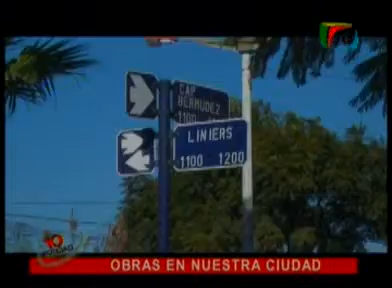 CAP
BERMUDEZ
1100
LINIERS
1100 1200
OBRAS EN NUESTRA CIUDAD